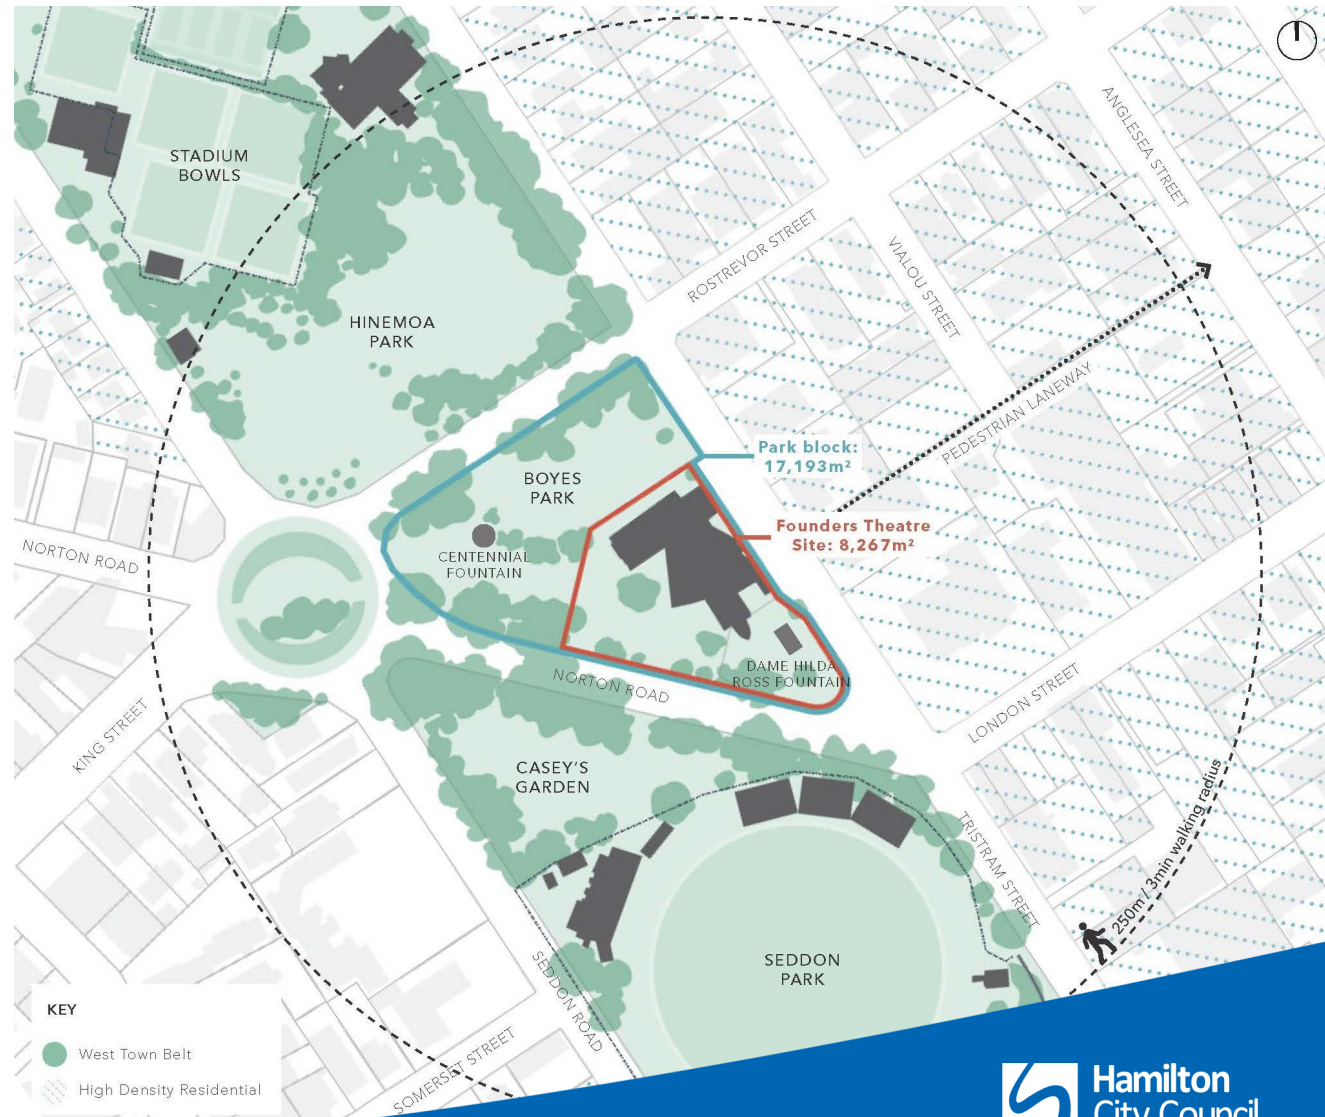 STADIUM
BOWLS
ANGLESEA STREET
ROSTREVOR STREET
VIALOU STREET
HINEMOA
PARK
PEDESTRIAN LANEWAY
Park block:
17,193m²
BOYES
PARK
Founders Theatre
Site: 8,267m²
CENTENNIAL
FOUNTAIN
NORTON ROAD
DAME HILDA
ROSS FOUNTAIN
NORTON ROAD
LONDON STREET
KING STREET
CASEY'S
GARDEN
TRISTRAM STREET
250m / 3min walking radius
SEDDON
PARK
SEDDON ROAD
SOMERSET STREET
KEY
West Town Belt
High Density Residential
Hamilton
City Council